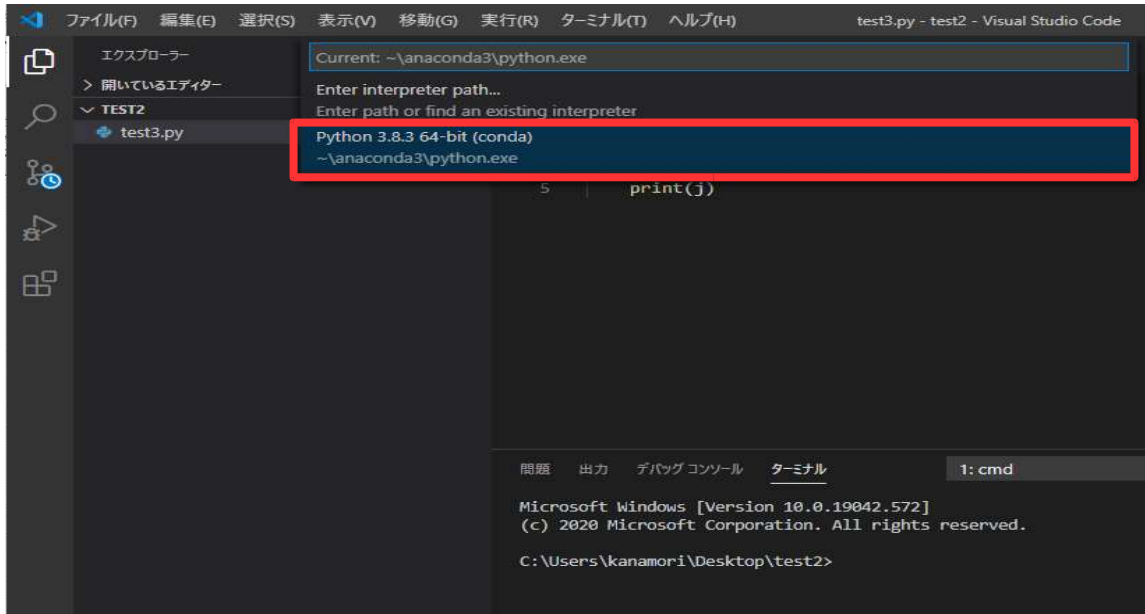 ファイル(F) 編集(E) 選択(S) 表示(V) 移動(G) 実行(R) ターミナル(T) ヘルプ(H) test3.py - test2 - Visual Studio Code
エクスプローラー
Current: ~\anaconda3\python.exe
> 開いているエディター
Enter interpreter path...
TEST2
Enter path or find an existing interpreter
test3.py
Python 3.8.3 64-bit (conda)
~\anaconda3\python.exe
5 print(j)
問題 出力 デバッグ コンソール ターミナル 1: cmd
Microsoft Windows [Version 10.0.19042.572]
(c) 2020 Microsoft Corporation. All rights reserved.
C:\Users\kanamori\Desktop\test2>